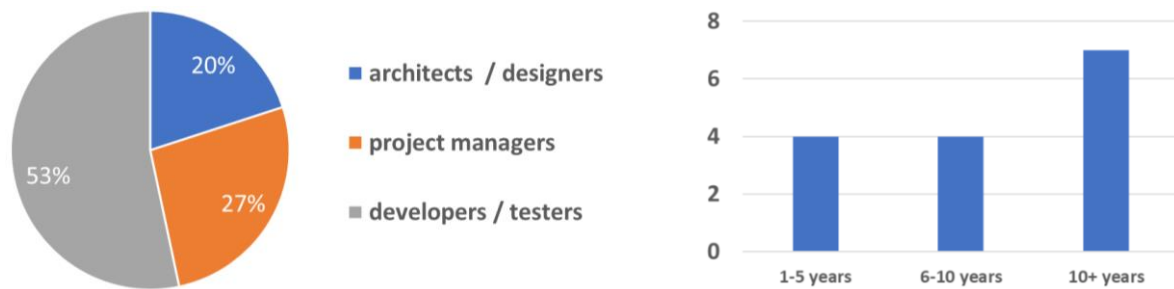 20%
27%
53%
architects / designers
project managers
developers / testers
8
6
4
2
0
1-5 years
6-10 years
10+ years